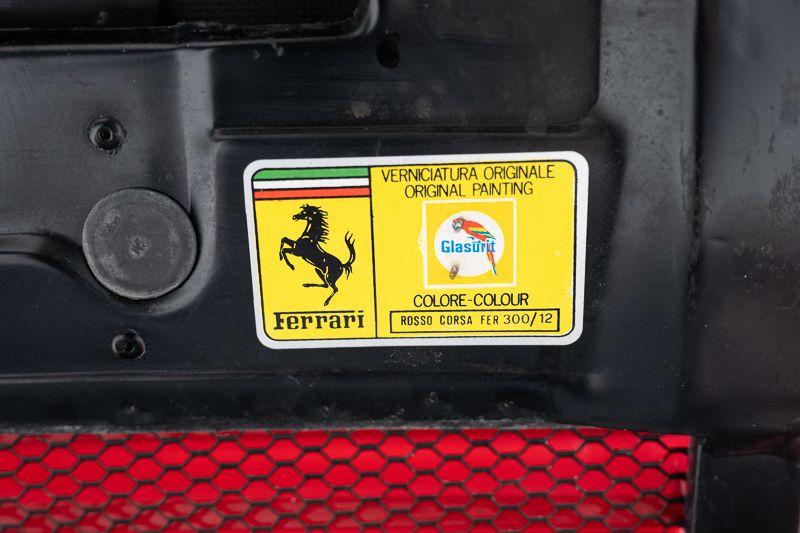 Ferrari
VERNICIATURA ORIGINALE
ORIGINAL PAINTING
Glasurit
COLORE-COLOUR
ROSSO CORSA FER 300/12